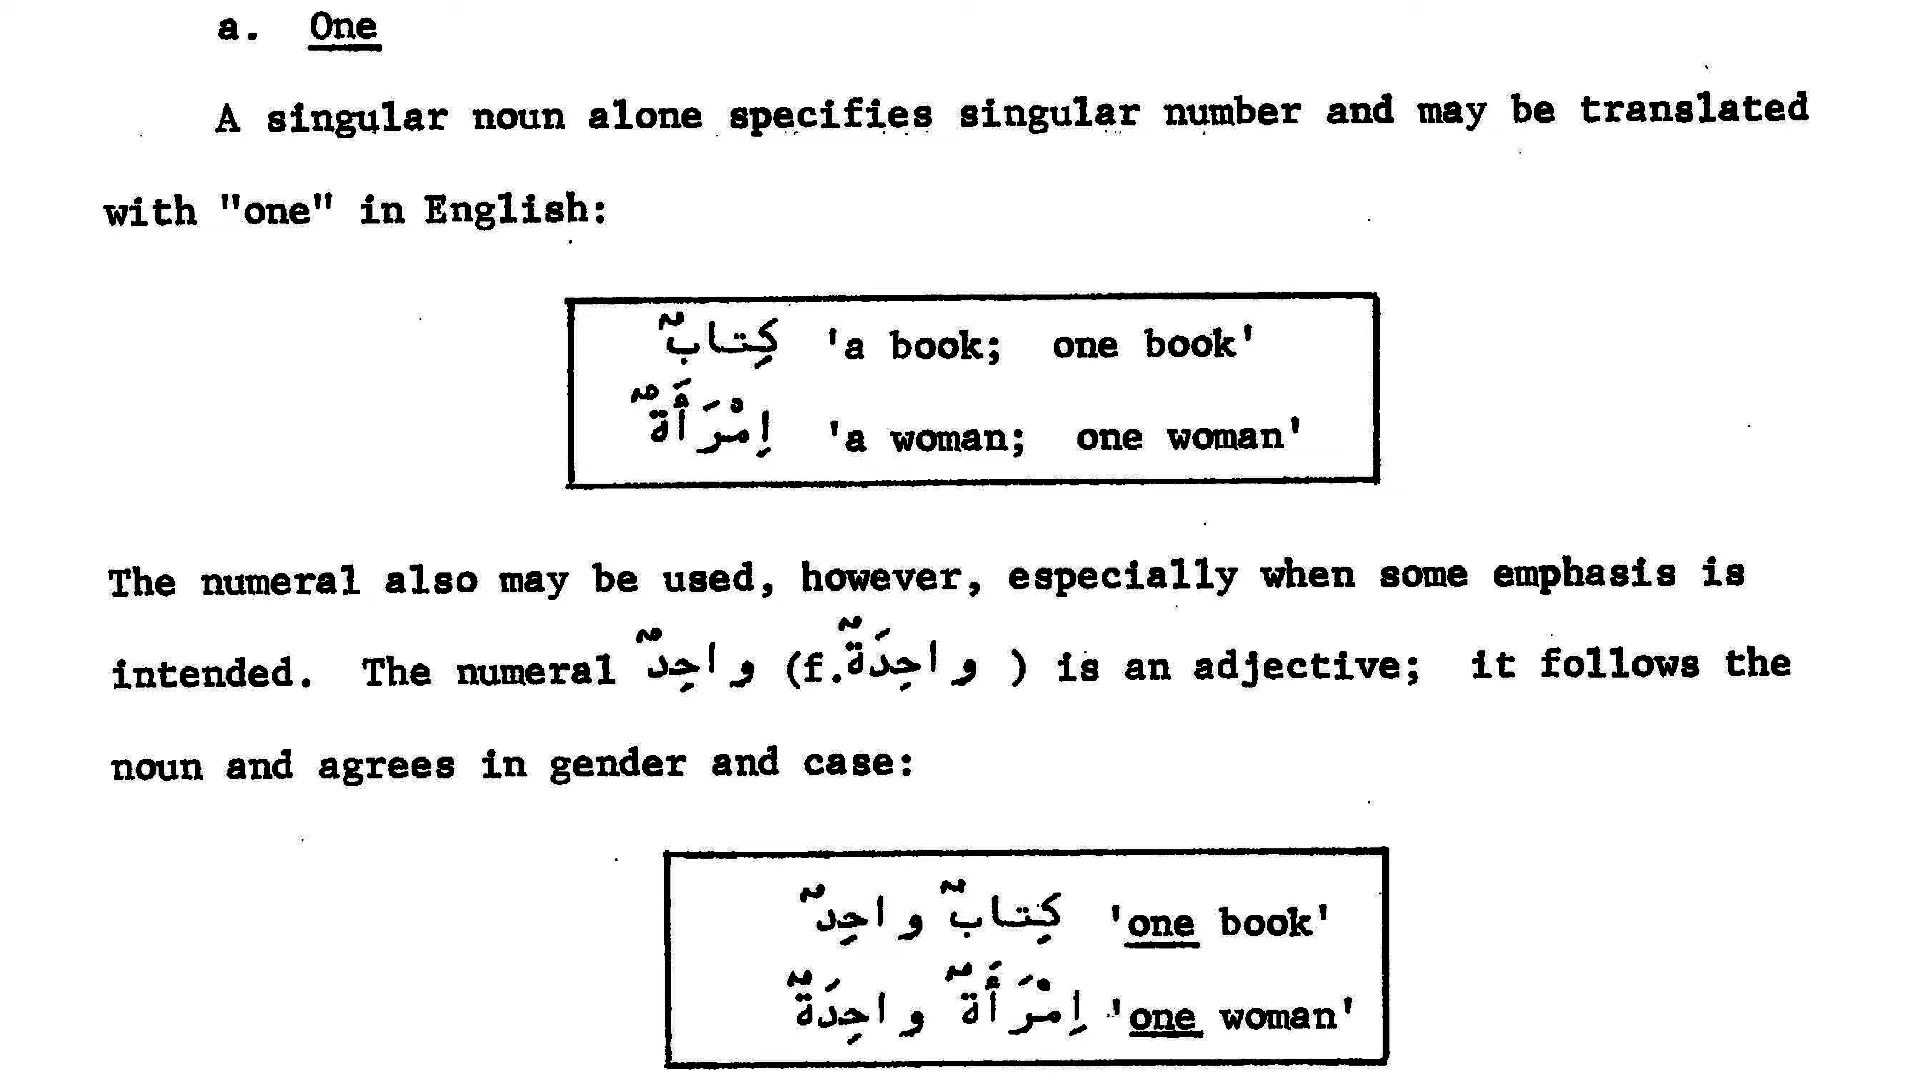 a. One
A singular noun alone specifies singular number and may be translated
with "one" in English:
كِتابٌ 'a book; one book'
اِمْرَأَةٌ 'a woman; one woman'
The numeral also may be used, however, especially when some emphasis is
intended. The numeral واحِدٌ (f. واحِدَةٌ ) is an adjective; it follows the
noun and agrees in gender and case:
كِتابٌ واحِدٌ 'one book'
اِمْرَأَةٌ واحِدَةٌ 'one woman'